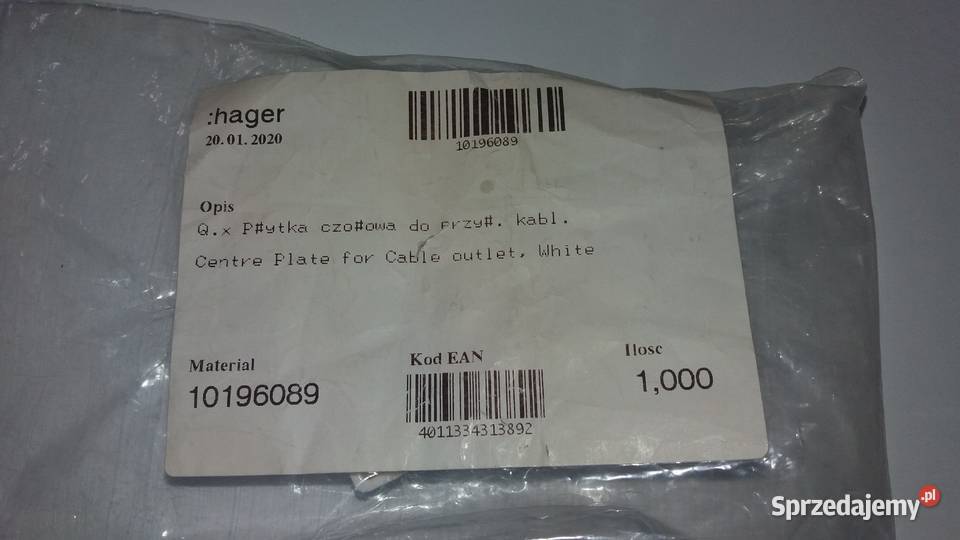 :hager
20.01.2020
10196089
Opis
Q.x P#ytka czo#owa do przy#. kabl.
Centre Plate for Cable outlet, White
Material
10196089
Kod EAN
4011334313892
Ilosc
1,000
Sprzedajemy.pl